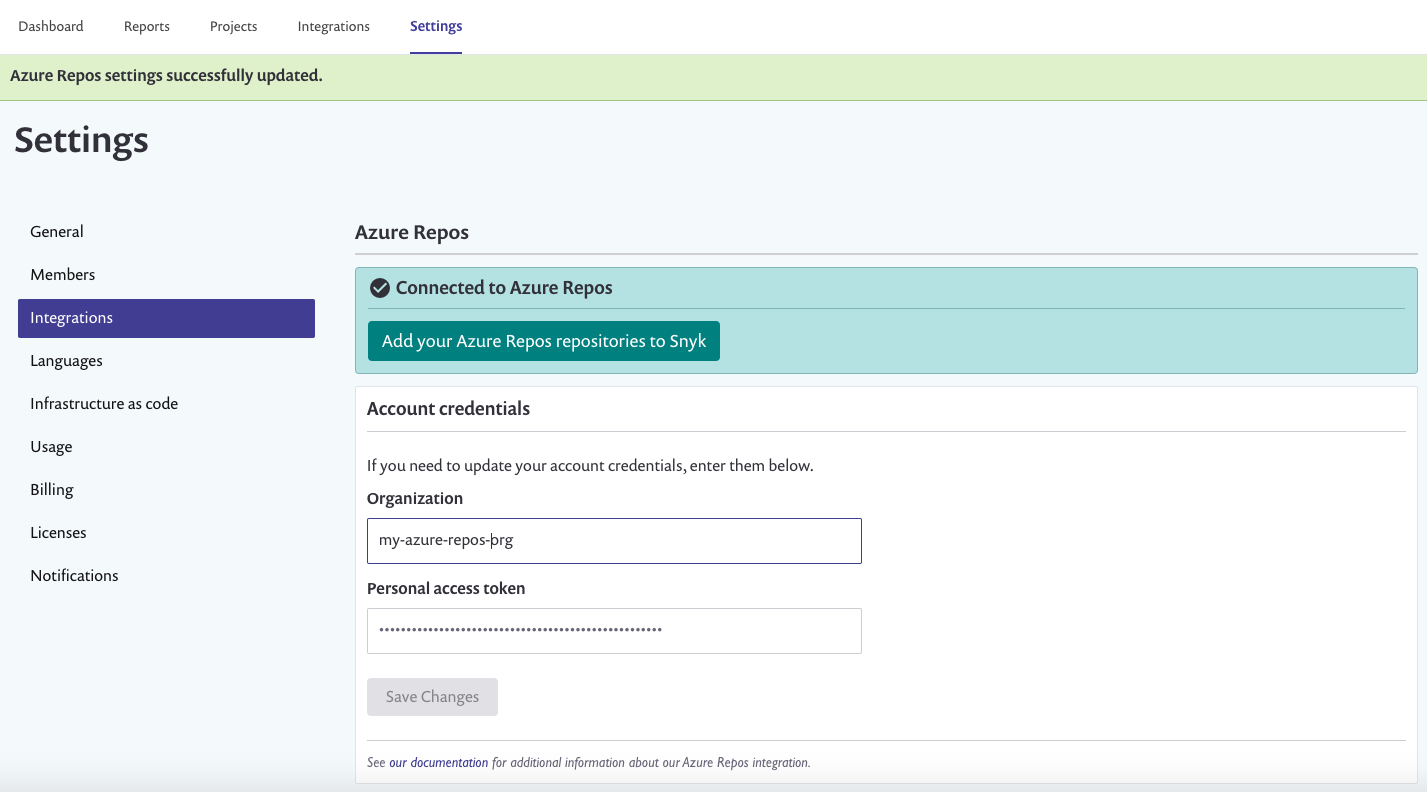 Dashboard Reports Projects Integrations Settings
Azure Repos settings successfully updated.
Settings
General
Members
Integrations
Languages
Infrastructure as code
Usage
Billing
Licenses
Notifications
Azure Repos
Connected to Azure Repos
Add your Azure Repos repositories to Snyk
Account credentials
If you need to update your account credentials, enter them below.
Organization
my-azure-repos-org
Personal access token
••••••••••••••••••••••••••••••••••••••••••••••••••••
Save Changes
See our documentation for additional information about our Azure Repos integration.